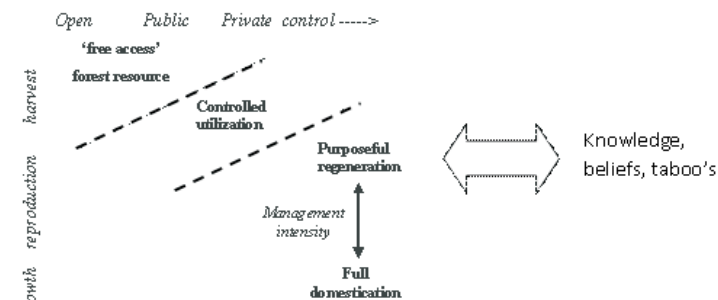 Open Public Private control ----->
'free access'
forest resource
harvest
Controlled
utilization
Purposeful
regeneration
Knowledge,
beliefs, taboo's
reproduction
Management
intensity
Full
domestication